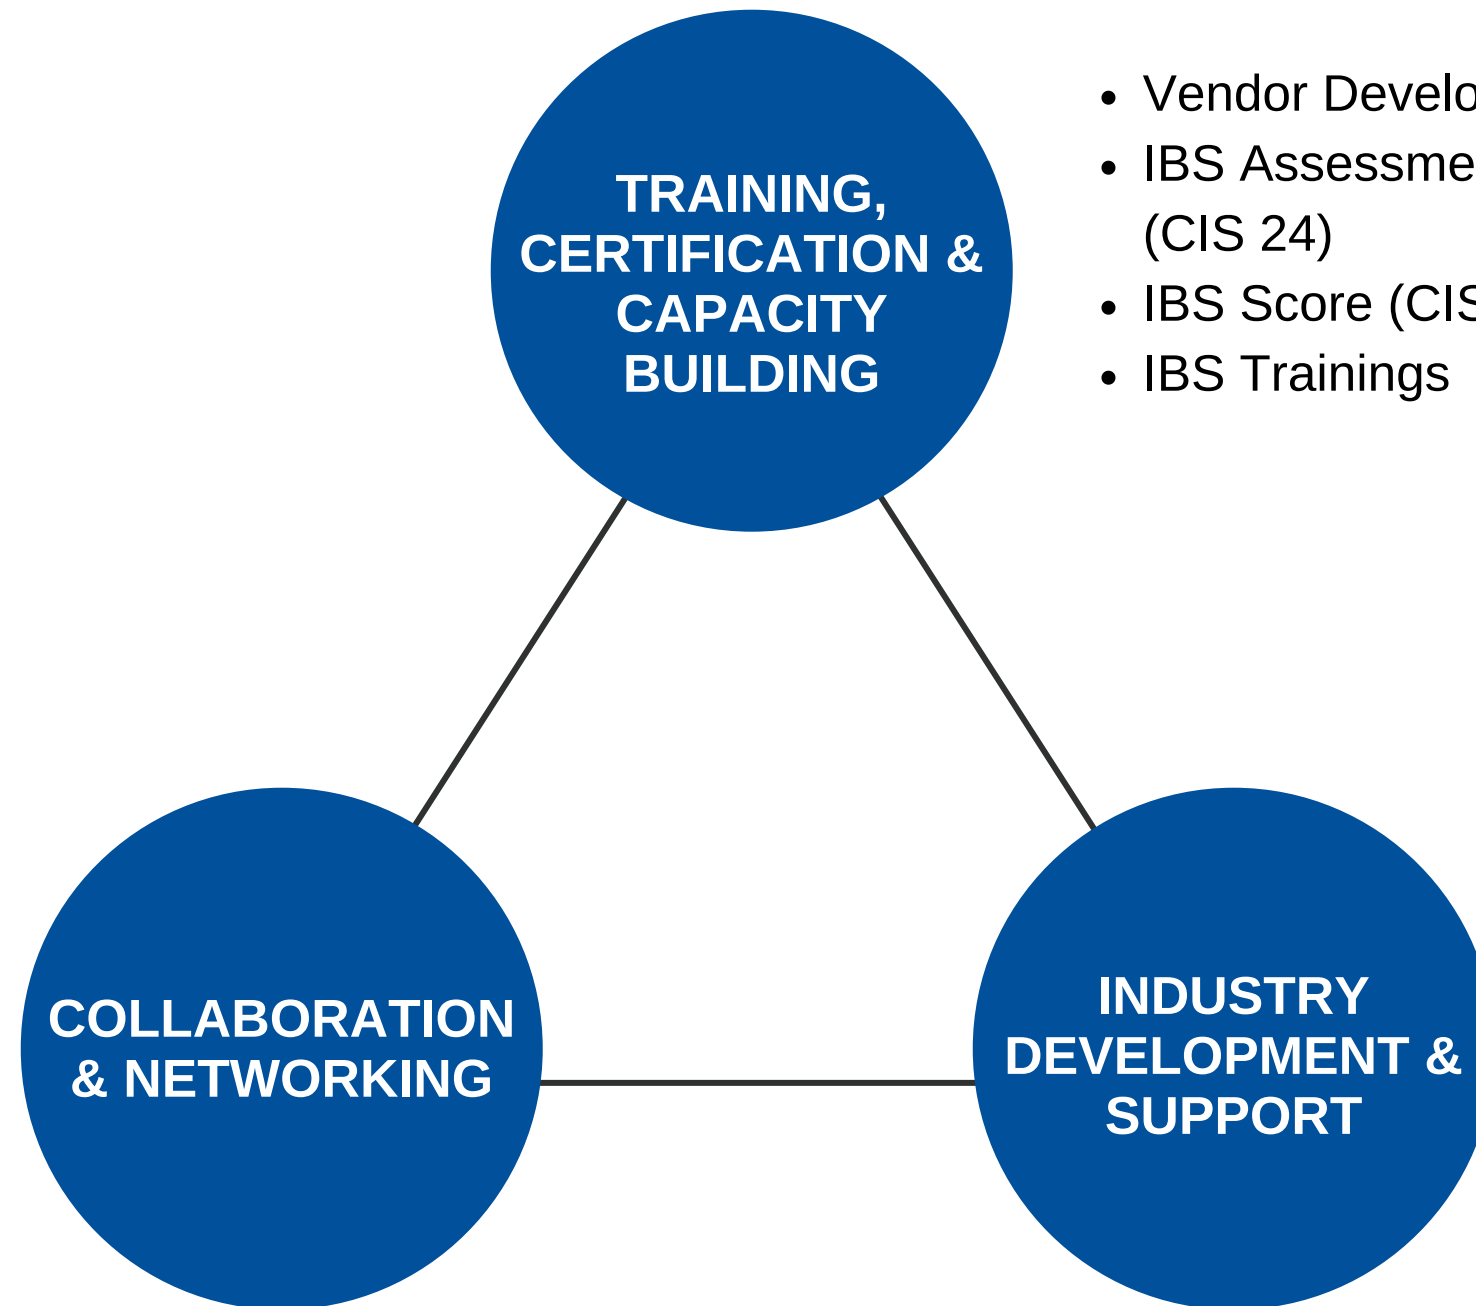 TRAINING,
CERTIFICATION &
CAPACITY
BUILDING
• Vendor
• IBS
(CIS 24)
• IBS Score
• IBS Trainings
COLLABORATION
& NETWORKING
INDUSTRY
DEVELOPMENT &
SUPPORT